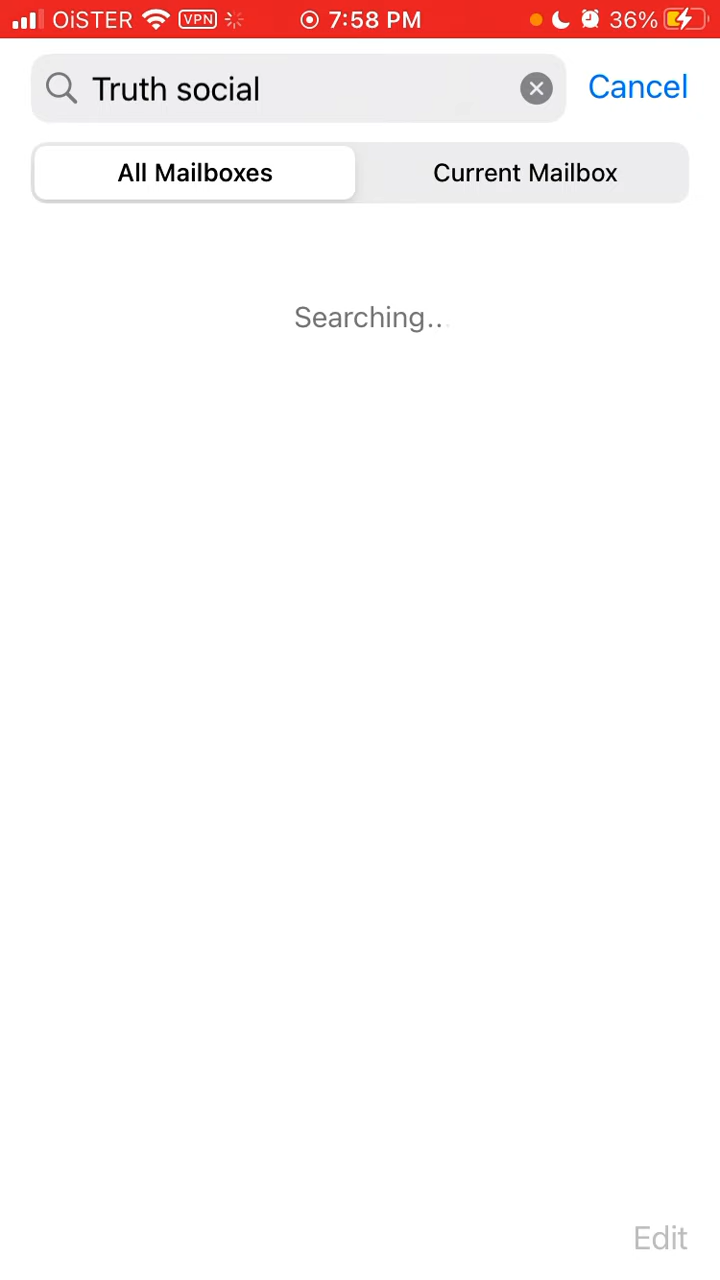 OiSTER VPN 7:58 PM 36%
Truth social Cancel
All Mailboxes Current Mailbox
Searching...
Edit